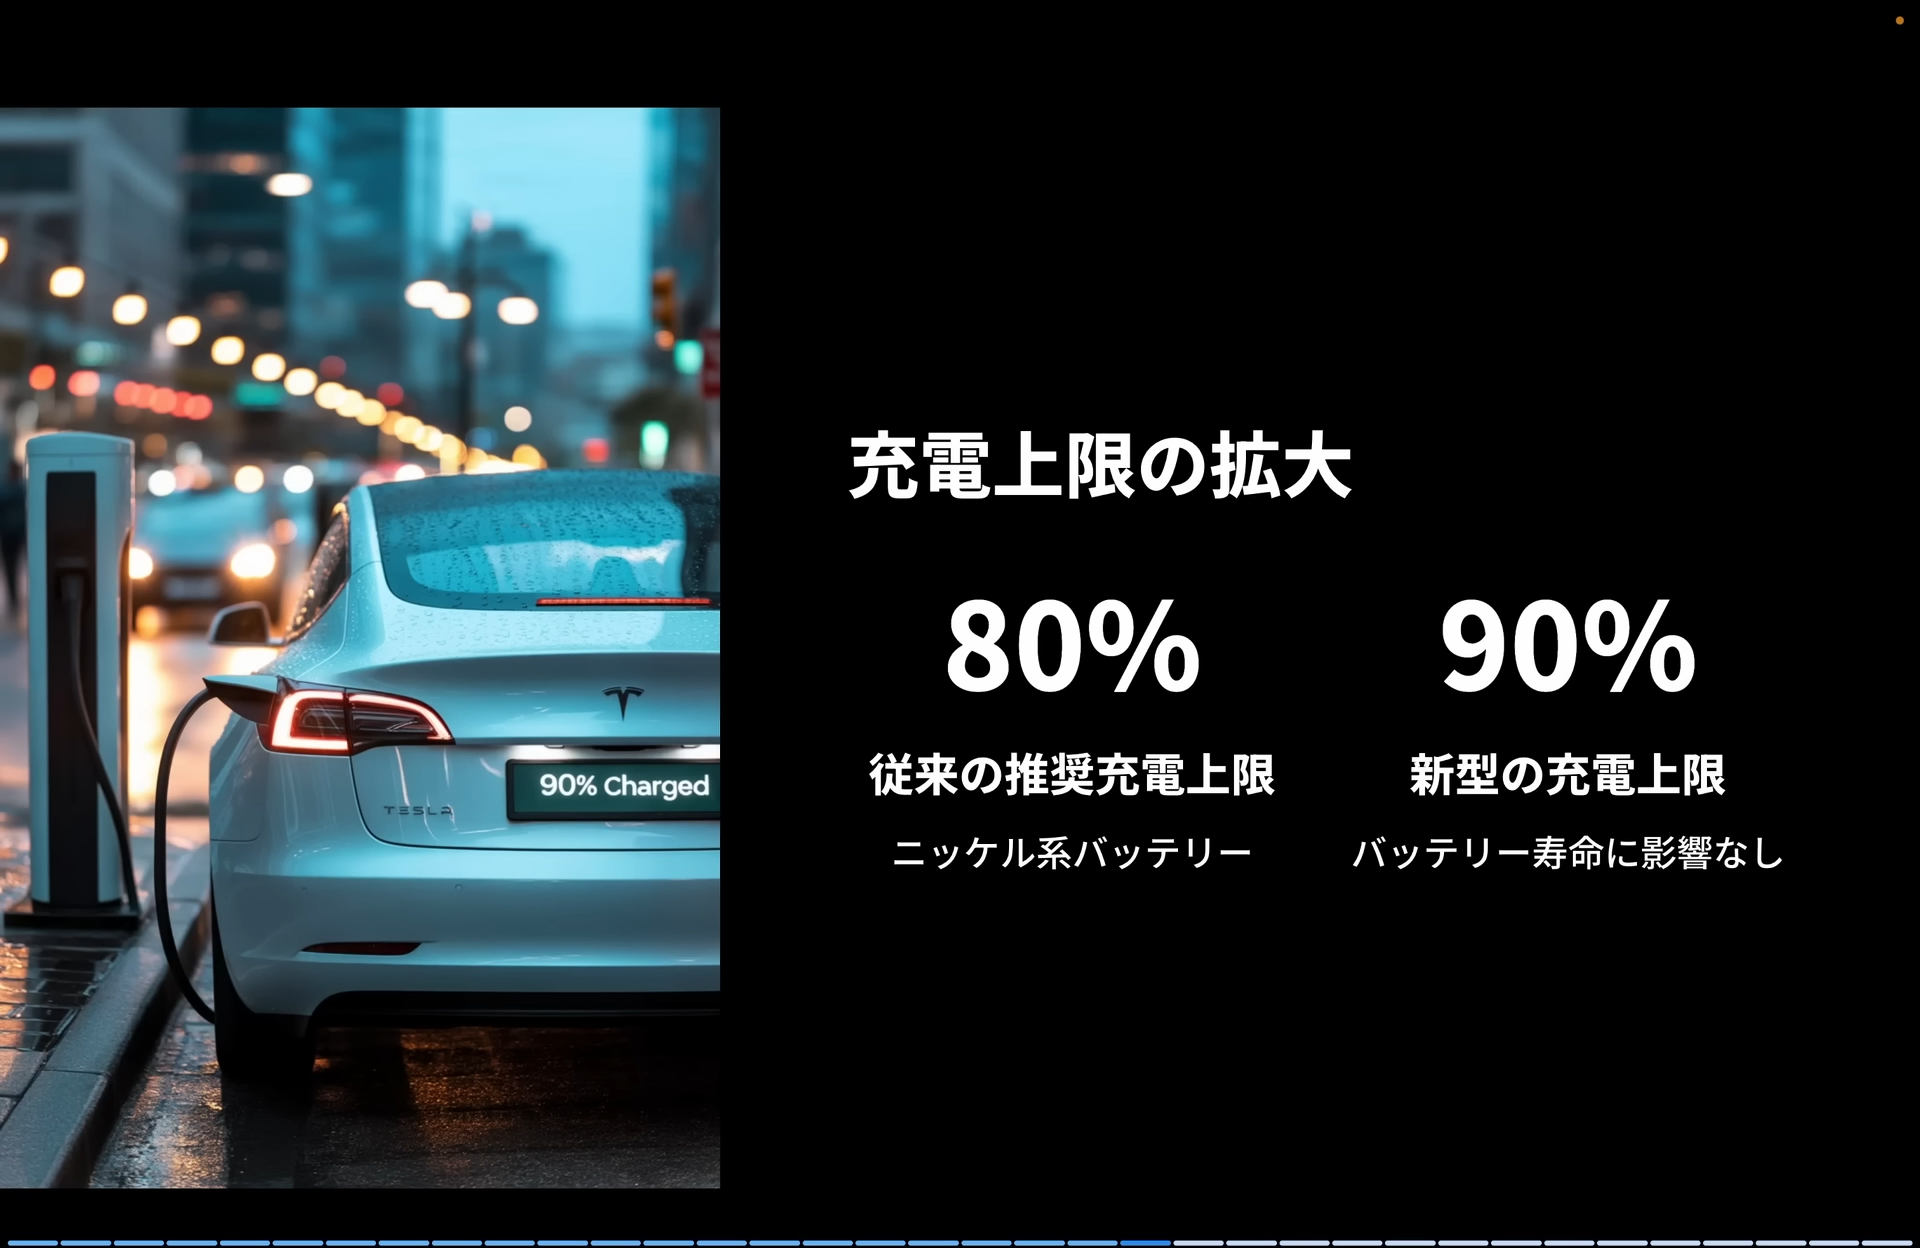 90% Charged
TESLA
充電上限の拡大
80%
従来の推奨充電上限
ニッケル系バッテリー
90%
新型の充電上限
バッテリー寿命に影響なし